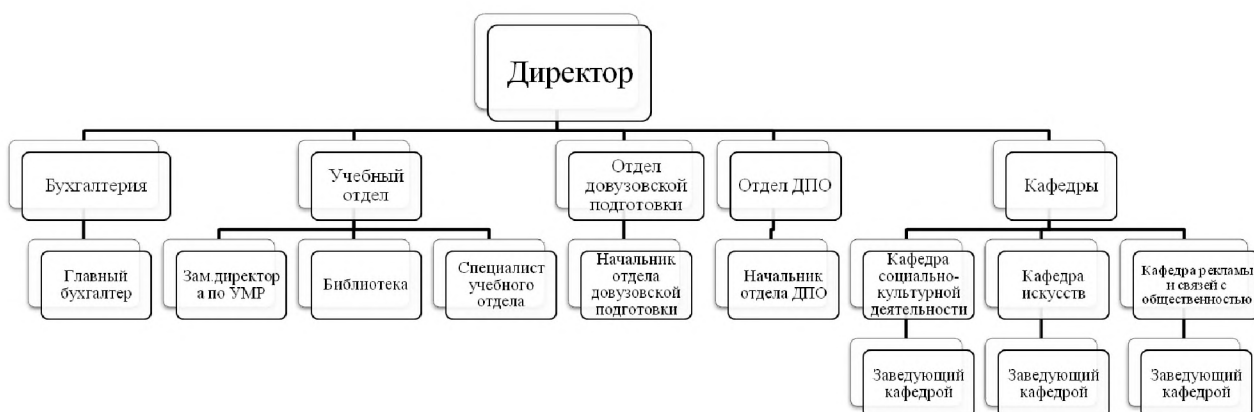 Директор
Бухгалтерия
Учебный
отдел
Отдел
довузовской
подготовки
Отдел ДПО
Кафедры
Главный
бухгалтер
Зам.директор
а по УМР
Библиотека
Специалист
учебного
отдела
Начальник
отдела
довузовской
подготовки
Начальник
отдела ДПО
Кафедра
социально-
культурной
деятельности
Кафедра
искусств
Кафедра рекламы
и связей с
общественностью
Заведующий
кафедрой
Заведующий
кафедрой
Заведующий
кафедрой